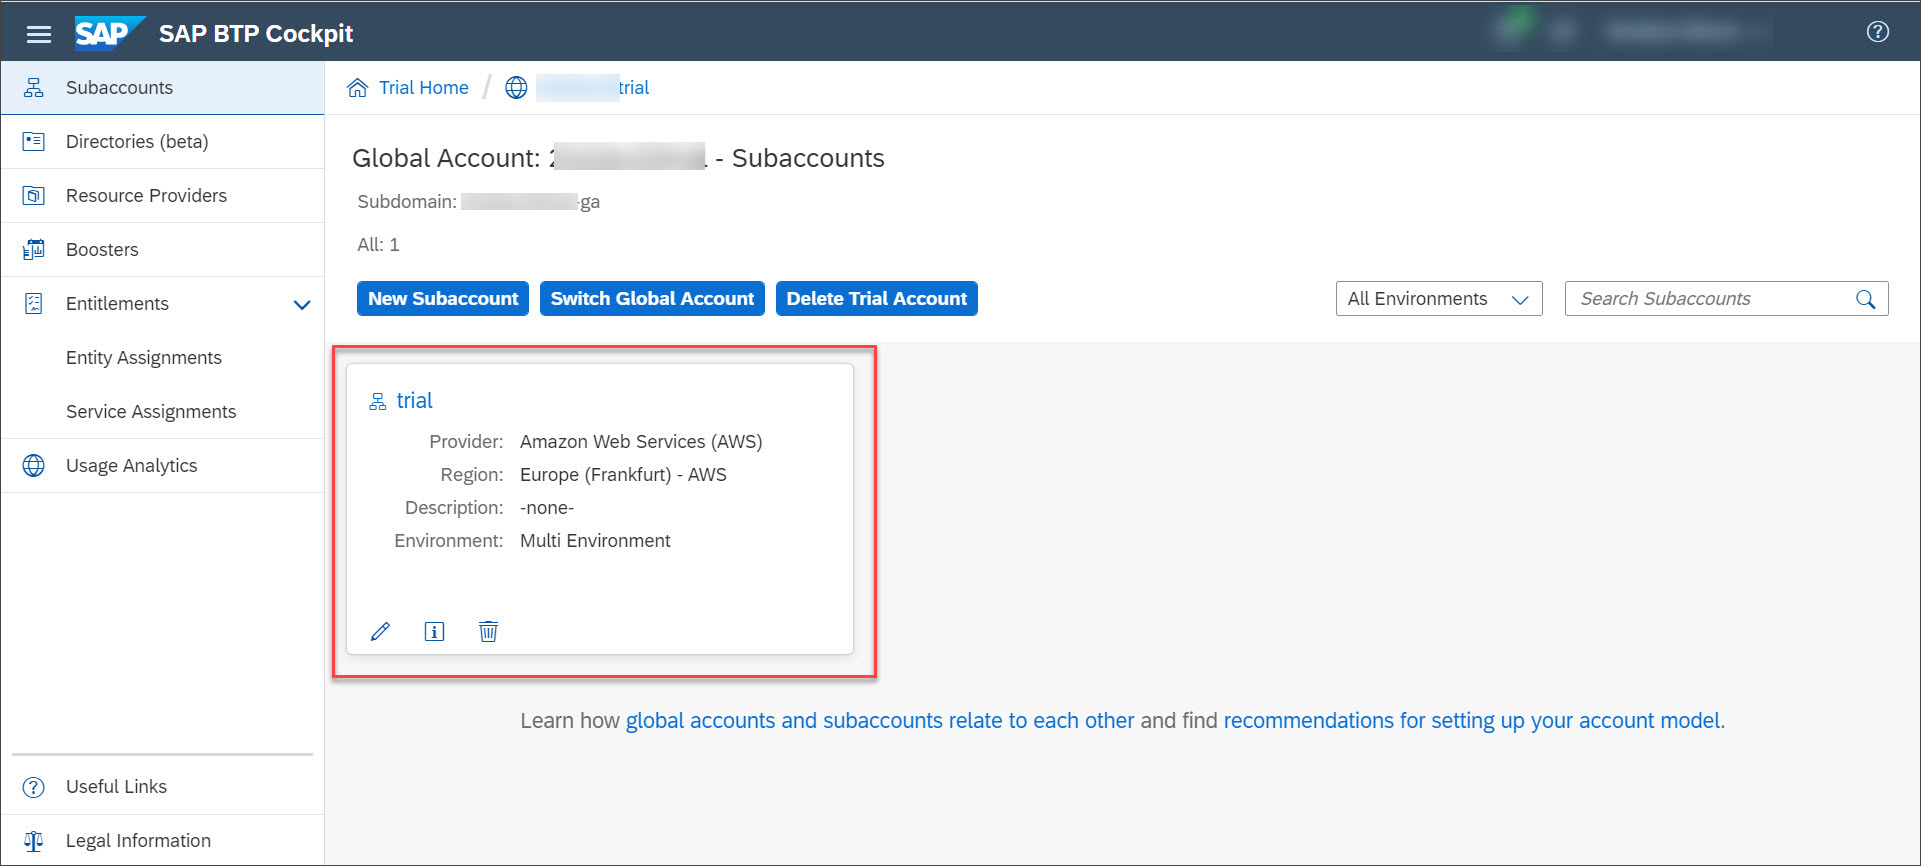 SAP SAP BTP Cockpit
Subaccounts
Directories (beta)
Resource Providers
Boosters
Entitlements
Entity Assignments
Service Assignments
Usage Analytics
Useful Links
Legal Information
Trial Home / trial
Global Account: - Subaccounts
Subdomain: -ga
All: 1
New Subaccount Switch Global Account Delete Trial Account All Environments Search Subaccounts
trial
Provider: Amazon Web Services (AWS)
Region: Europe (Frankfurt) - AWS
Description: -none-
Environment: Multi Environment
Learn how global accounts and subaccounts relate to each other and find recommendations for setting up your account model.